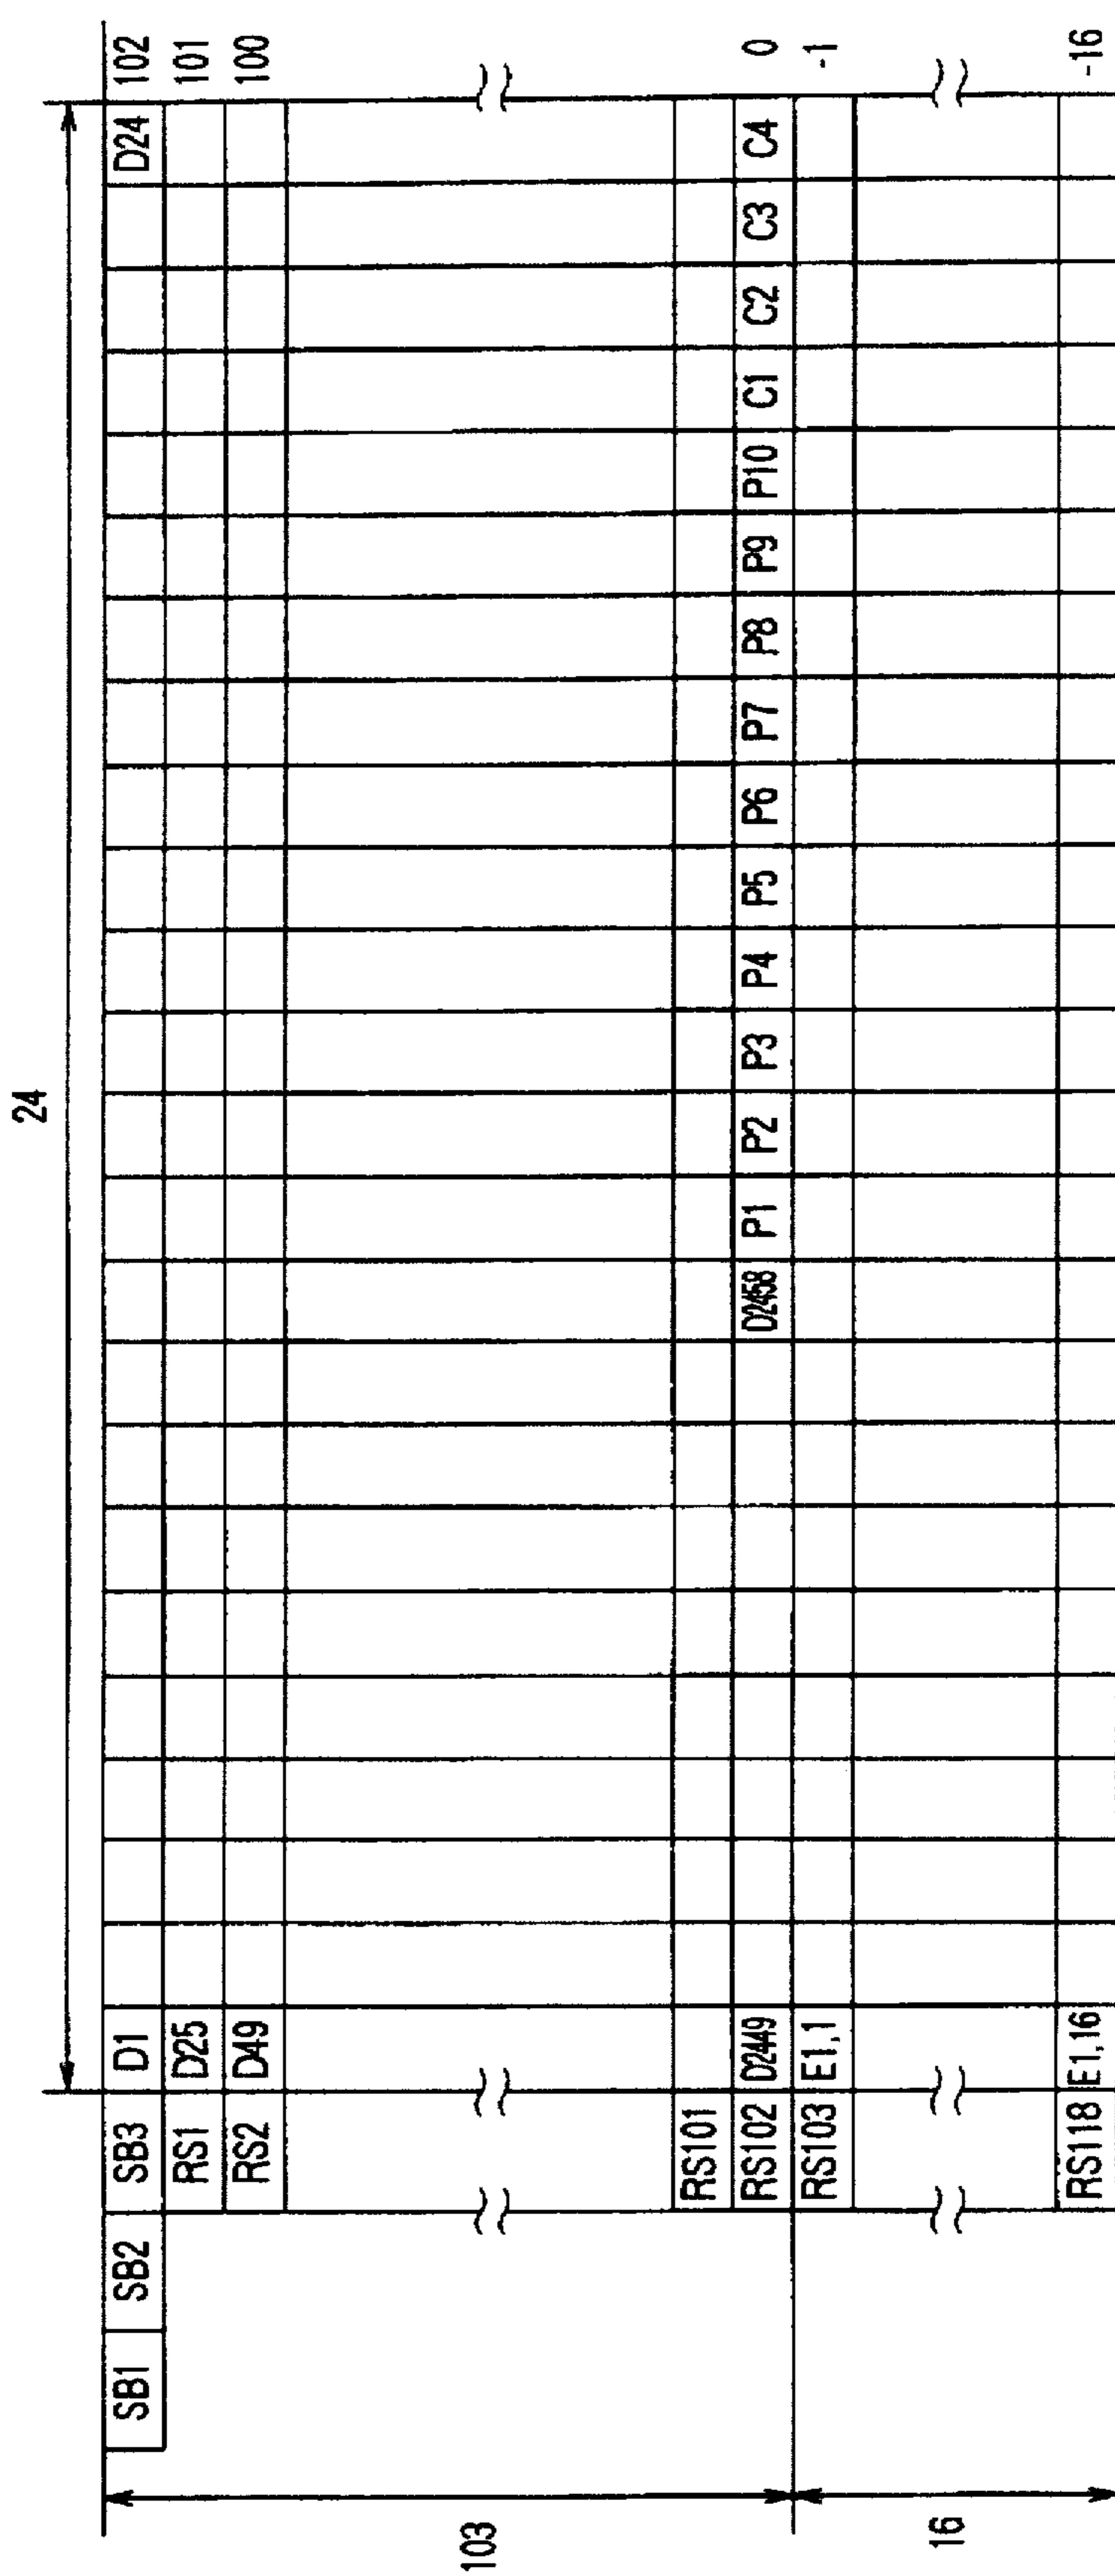 24
SB1 SB2 SB3 D1 D24 102
RS1 D25 101
RS2 D49 100
103
RS101
RS102 D2449 D2458 P1 P2 P3 P4 P5 P6 P7 P8 P9 P10 C1 C2 C3 C4 0
RS103 E1,1 -1
16
RS118 E1,16 -16